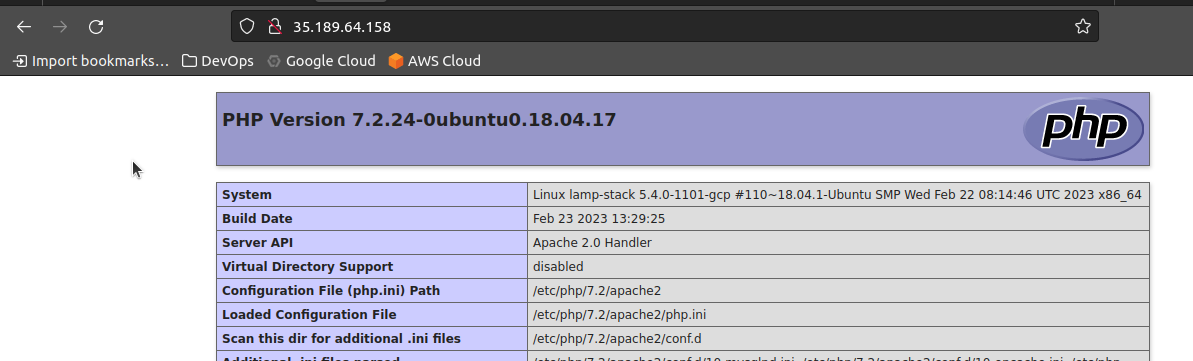 35.189.64.158
Import bookmarks… DevOps Google Cloud AWS Cloud
PHP Version 7.2.24-0ubuntu0.18.04.17
php
System Linux lamp-stack 5.4.0-1101-gcp #110~18.04.1-Ubuntu SMP Wed Feb 22 08:14:46 UTC 2023 x86_64
Build Date Feb 23 2023 13:29:25
Server API Apache 2.0 Handler
Virtual Directory Support disabled
Configuration File (php.ini) Path /etc/php/7.2/apache2
Loaded Configuration File /etc/php/7.2/apache2/php.ini
Scan this dir for additional .ini files /etc/php/7.2/apache2/conf.d